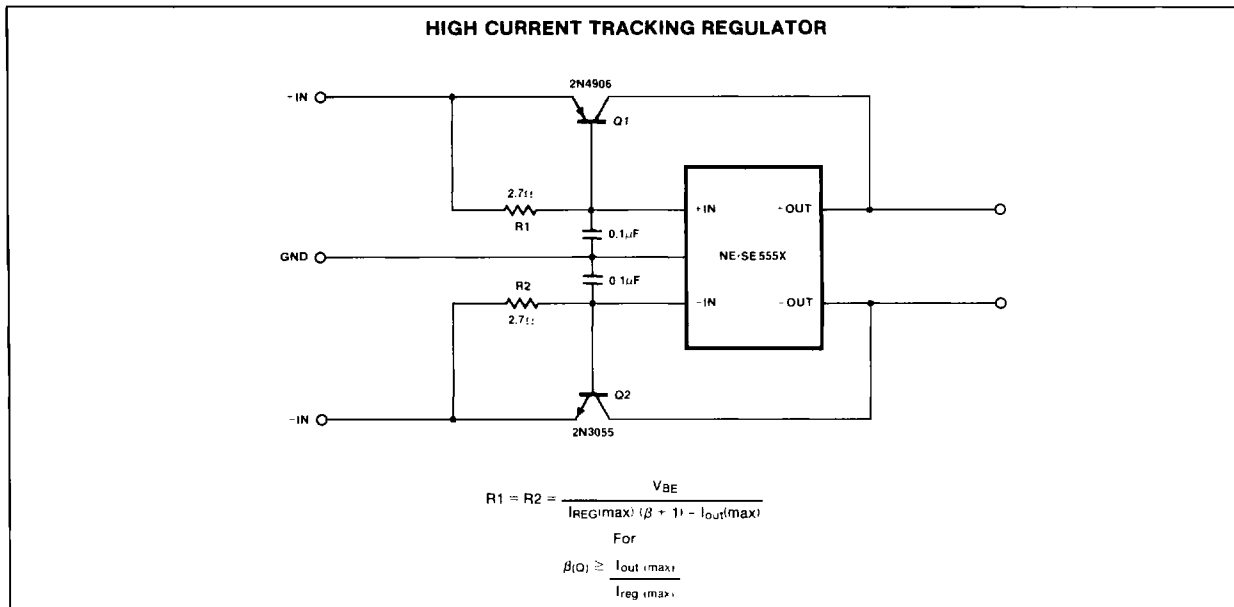 HIGH CURRENT TRACKING REGULATOR
2N4906
-IN
Q1
2.7Ω
+IN
+OUT
R1
0.1μF
GND
NE·SE555X
0.1μF
R2
-IN
-OUT
2.7Ω
Q2
-IN
2N3055
R1 = R2 = VBE / IREG(max) (β + 1) - Iout(max)
For
β(Q) ≥ Iout (max) / Ireg (max)